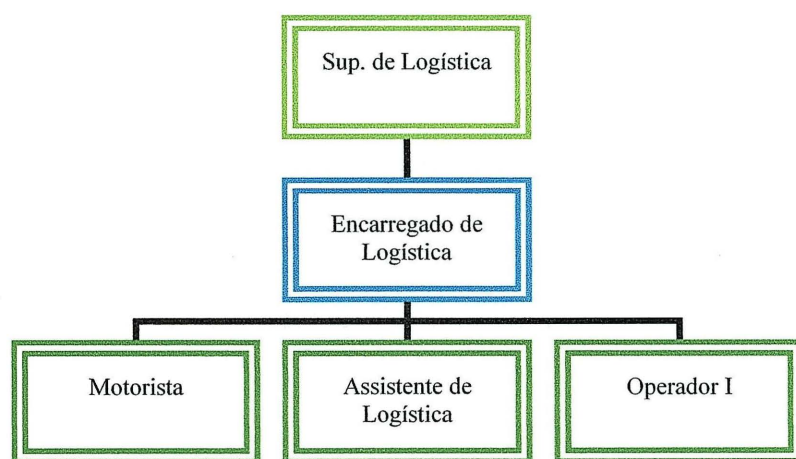 Sup. de Logística
Encarregado de
Logística
Motorista
Assistente de
Logística
Operador I